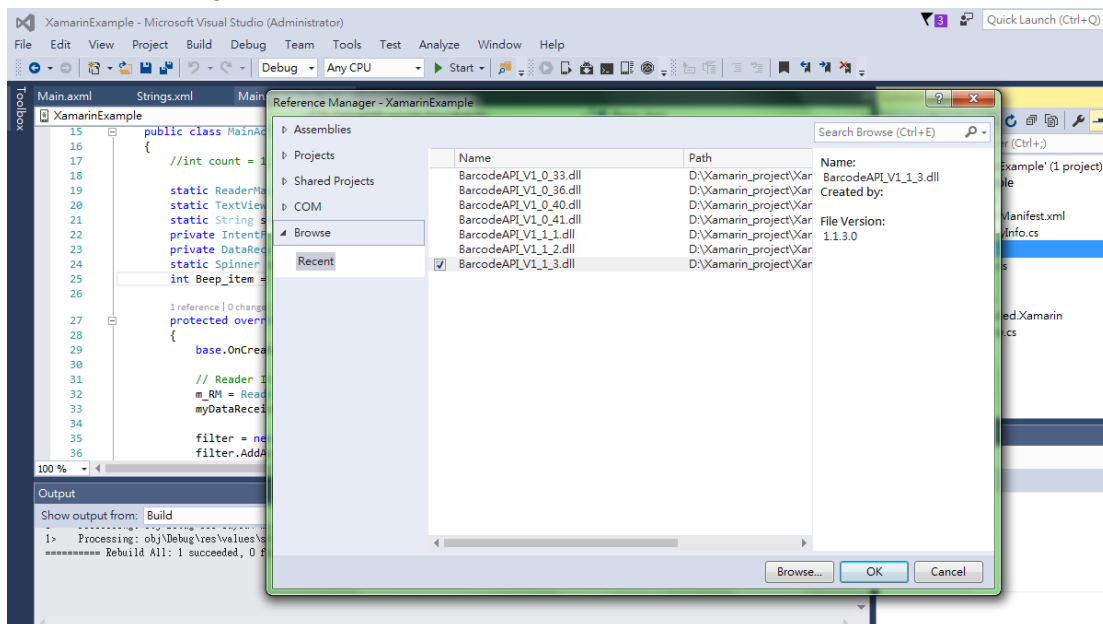 XamarinExample - Microsoft Visual Studio (Administrator)
3
Quick Launch (Ctrl+Q)
File Edit View Project Build Debug Team Tools Test Analyze Window Help
Debug Any CPU Start
Toolbox
Main.axml Strings.xml Main
XamarinExample
15 public class MainAc
16 {
17 //int count = 1
18
19 static ReaderMa
20 static TextView
21 static String s
22 private IntentF
23 private DataRec
24 static Spinner
25 int Beep_item =
26
1 reference | 0 change
27 protected overr
28 {
29 base.OnCrea
30
31 // Reader I
32 m_RM = Read
33 myDataRecei
34
35 filter = ne
36 filter.AddA
100 %
Output
Show output from: Build
1> Processing: obj\Debug\res\values\s
========== Rebuild All: 1 succeeded, 0 f
Reference Manager - XamarinExample
Assemblies
Projects
Shared Projects
COM
Browse
Recent
Name Path
BarcodeAPI_V1_0_33.dll D:\Xamarin_project\Xar
BarcodeAPI_V1_0_36.dll D:\Xamarin_project\Xar
BarcodeAPI_V1_0_40.dll D:\Xamarin_project\Xar
BarcodeAPI_V1_0_41.dll D:\Xamarin_project\Xar
BarcodeAPI_V1_1_1.dll D:\Xamarin_project\Xar
BarcodeAPI_V1_1_2.dll D:\Xamarin_project\Xar
BarcodeAPI_V1_1_3.dll D:\Xamarin_project\Xar
Search Browse (Ctrl+E)
Name:
BarcodeAPI_V1_1_3.dll
Created by:
File Version:
1.1.3.0
Browse... OK Cancel
er (Ctrl+;)
Example' (1 project)
ple
Manifest.xml
yInfo.cs
s
ed.Xamarin
.cs